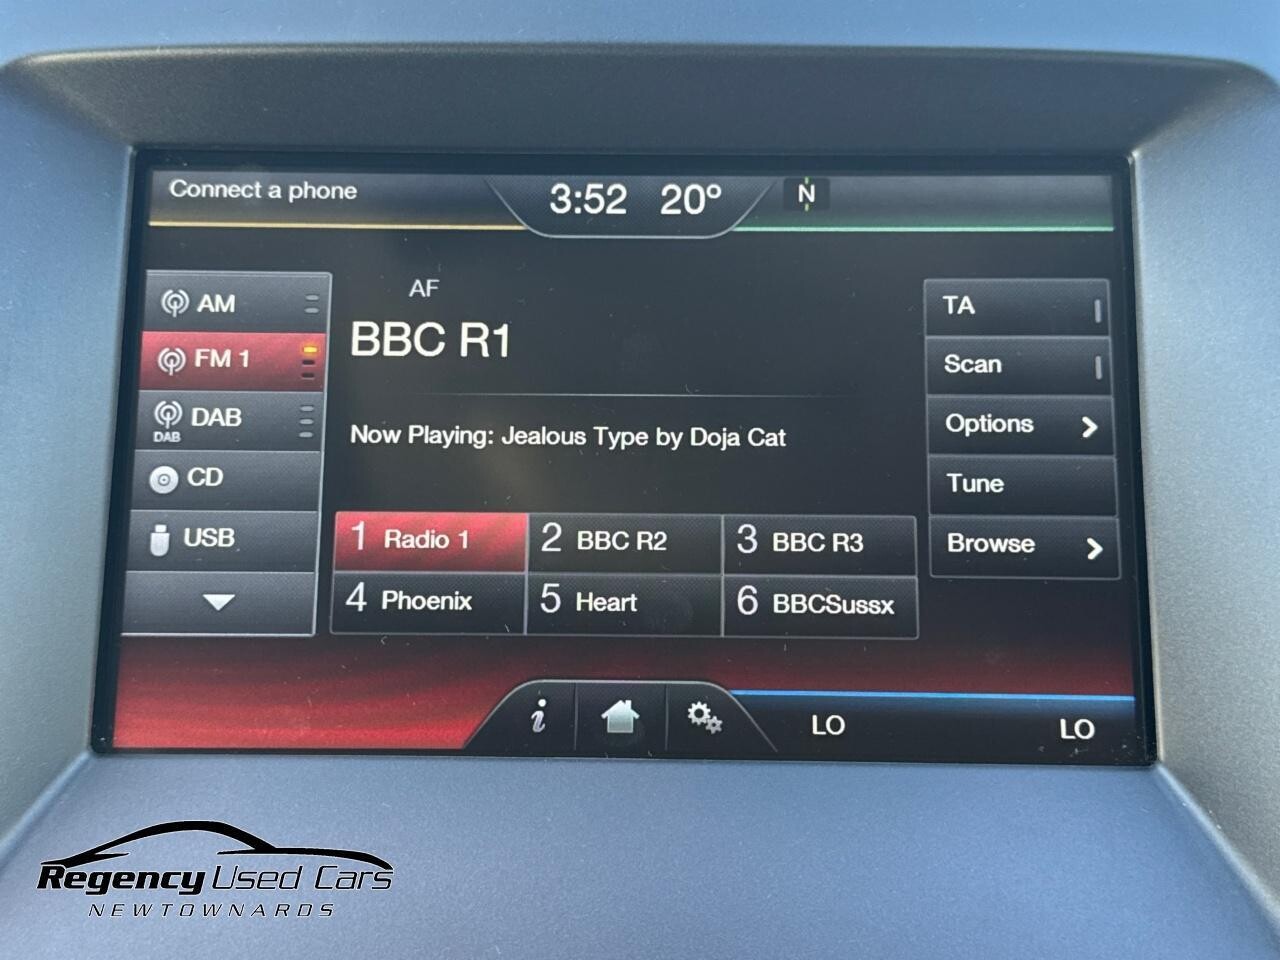 Connect a phone
3:52 20° N
AM
FM 1
DAB
DAB
CD
USB
AF
BBC R1
Now Playing: Jealous Type by Doja Cat
1 Radio 1
2 BBC R2
3 BBC R3
4 Phoenix
5 Heart
6 BBCSussx
TA
Scan
Options
Tune
Browse
i
LO
LO
Regency Used Cars
NEWTOWNARDS